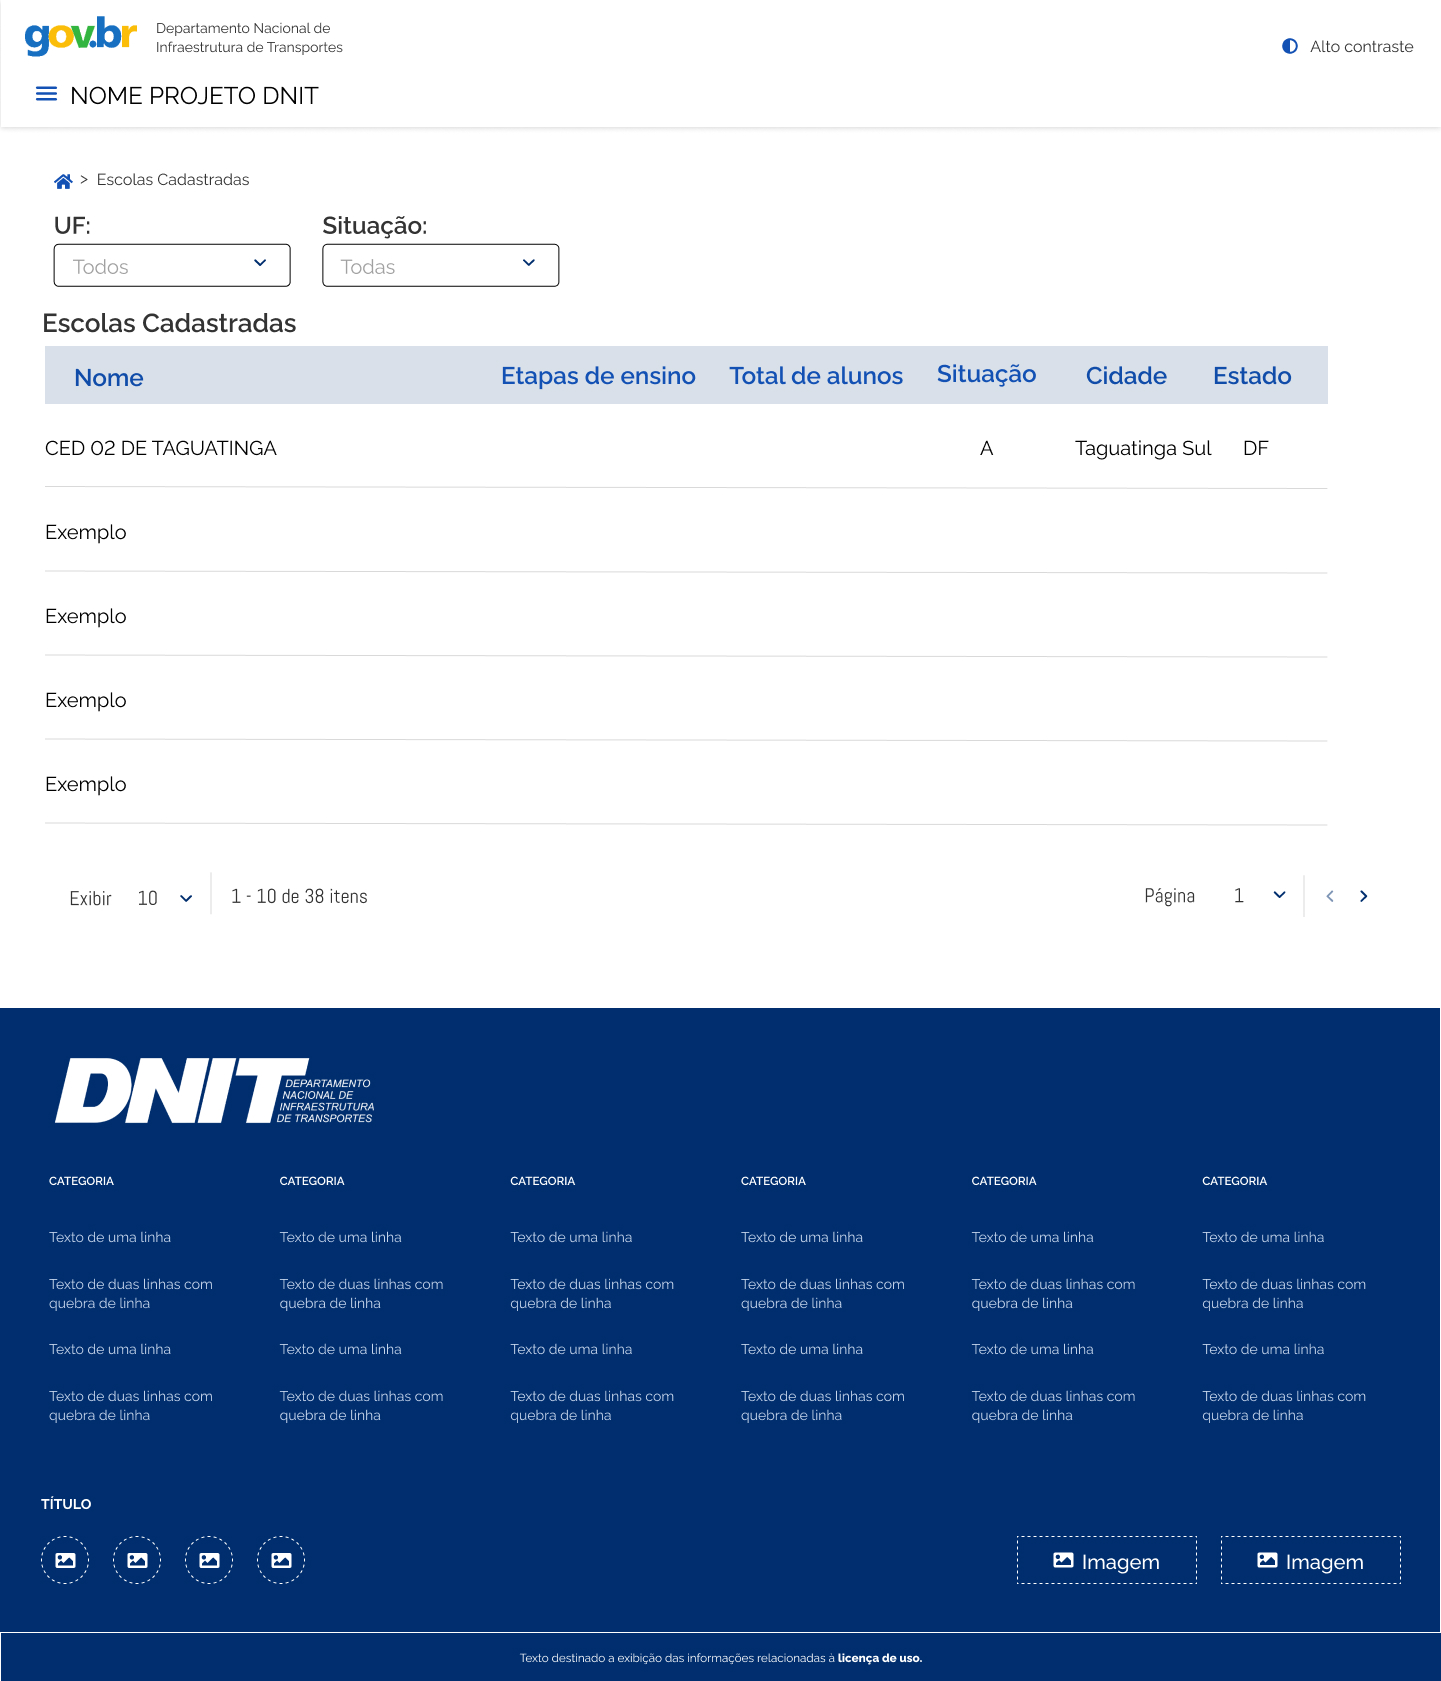 gov.br
Departamento Nacional de
Infraestrutura de Transportes
Alto contraste
NOME PROJETO DNIT
> Escolas Cadastradas
UF:
Situação:
Todos
Todas
Escolas Cadastradas
Nome Etapas de ensino Total de alunos Situação Cidade Estado
CED 02 DE TAGUATINGA A Taguatinga Sul DF
Exemplo
Exemplo
Exemplo
Exemplo
Exibir 10 1 - 10 de 38 itens Página 1
DNIT
DEPARTAMENTO
NACIONAL DE
INFRAESTRUTURA
DE TRANSPORTES
CATEGORIA CATEGORIA CATEGORIA CATEGORIA CATEGORIA CATEGORIA
Texto de uma linha Texto de uma linha Texto de uma linha Texto de uma linha Texto de uma linha Texto de uma linha
Texto de duas linhas com Texto de duas linhas com Texto de duas linhas com Texto de duas linhas com Texto de duas linhas com Texto de duas linhas com
quebra de linha quebra de linha quebra de linha quebra de linha quebra de linha quebra de linha
Texto de uma linha Texto de uma linha Texto de uma linha Texto de uma linha Texto de uma linha Texto de uma linha
Texto de duas linhas com Texto de duas linhas com Texto de duas linhas com Texto de duas linhas com Texto de duas linhas com Texto de duas linhas com
quebra de linha quebra de linha quebra de linha quebra de linha quebra de linha quebra de linha
TÍTULO
Imagem Imagem
Texto destinado a exibição das informações relacionadas à licença de uso.